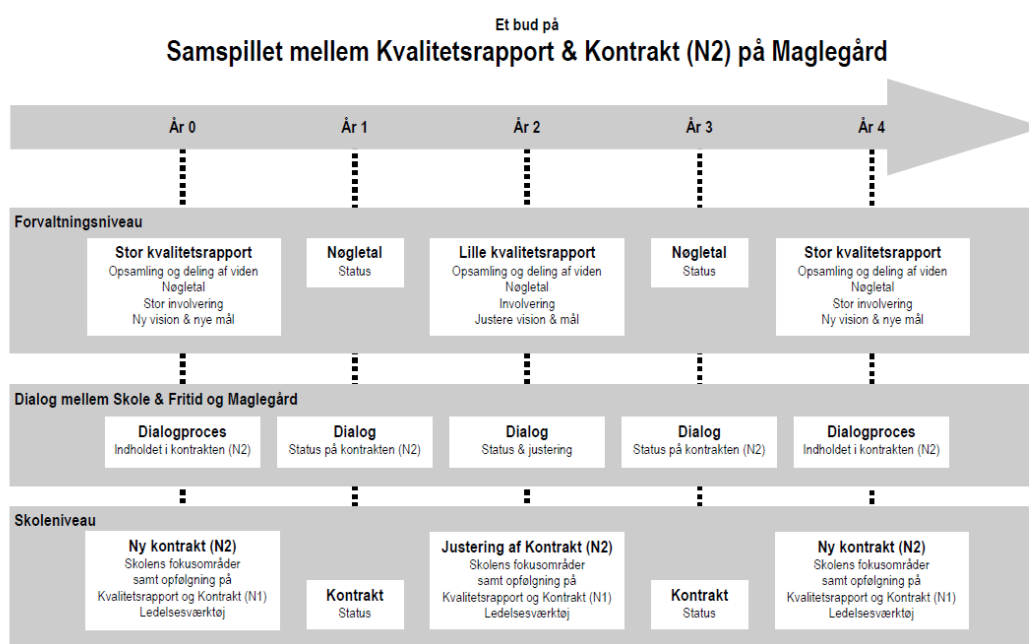 Et bud på
Samspillet mellem Kvalitetsrapport & Kontrakt (N2) på Maglegård
År 0
År 1
År 2
År 3
År 4
Forvaltningsniveau
Stor kvalitetsrapport
Opsamling og deling af viden
Nøgletal
Stor involvering
Ny vision & nye mål
Nøgletal
Status
Lille kvalitetsrapport
Opsamling og deling af viden
Nøgletal
Involvering
Justere vision & mål
Nøgletal
Status
Stor kvalitetsrapport
Opsamling og deling af viden
Nøgletal
Stor involvering
Ny vision & nye mål
Dialog mellem Skole & Fritid og Maglegård
Dialogproces
Indholdet i kontrakten (N2)
Dialog
Status på kontrakten (N2)
Dialog
Status & justering
Dialog
Status på kontrakten (N2)
Dialogproces
Indholdet i kontrakten (N2)
Skoleniveau
Ny kontrakt (N2)
Skolens fokusområder
samt opfølgning på
Kvalitetsrapport og Kontrakt (N1)
Ledelsesværktøj
Kontrakt
Status
Justering af Kontrakt (N2)
Skolens fokusområder
samt opfølgning på
Kvalitetsrapport og Kontrakt (N1)
Ledelsesværktøj
Kontrakt
Status
Ny kontrakt (N2)
Skolens fokusområder
samt opfølgning på
Kvalitetsrapport og Kontrakt (N1)
Ledelsesværktøj